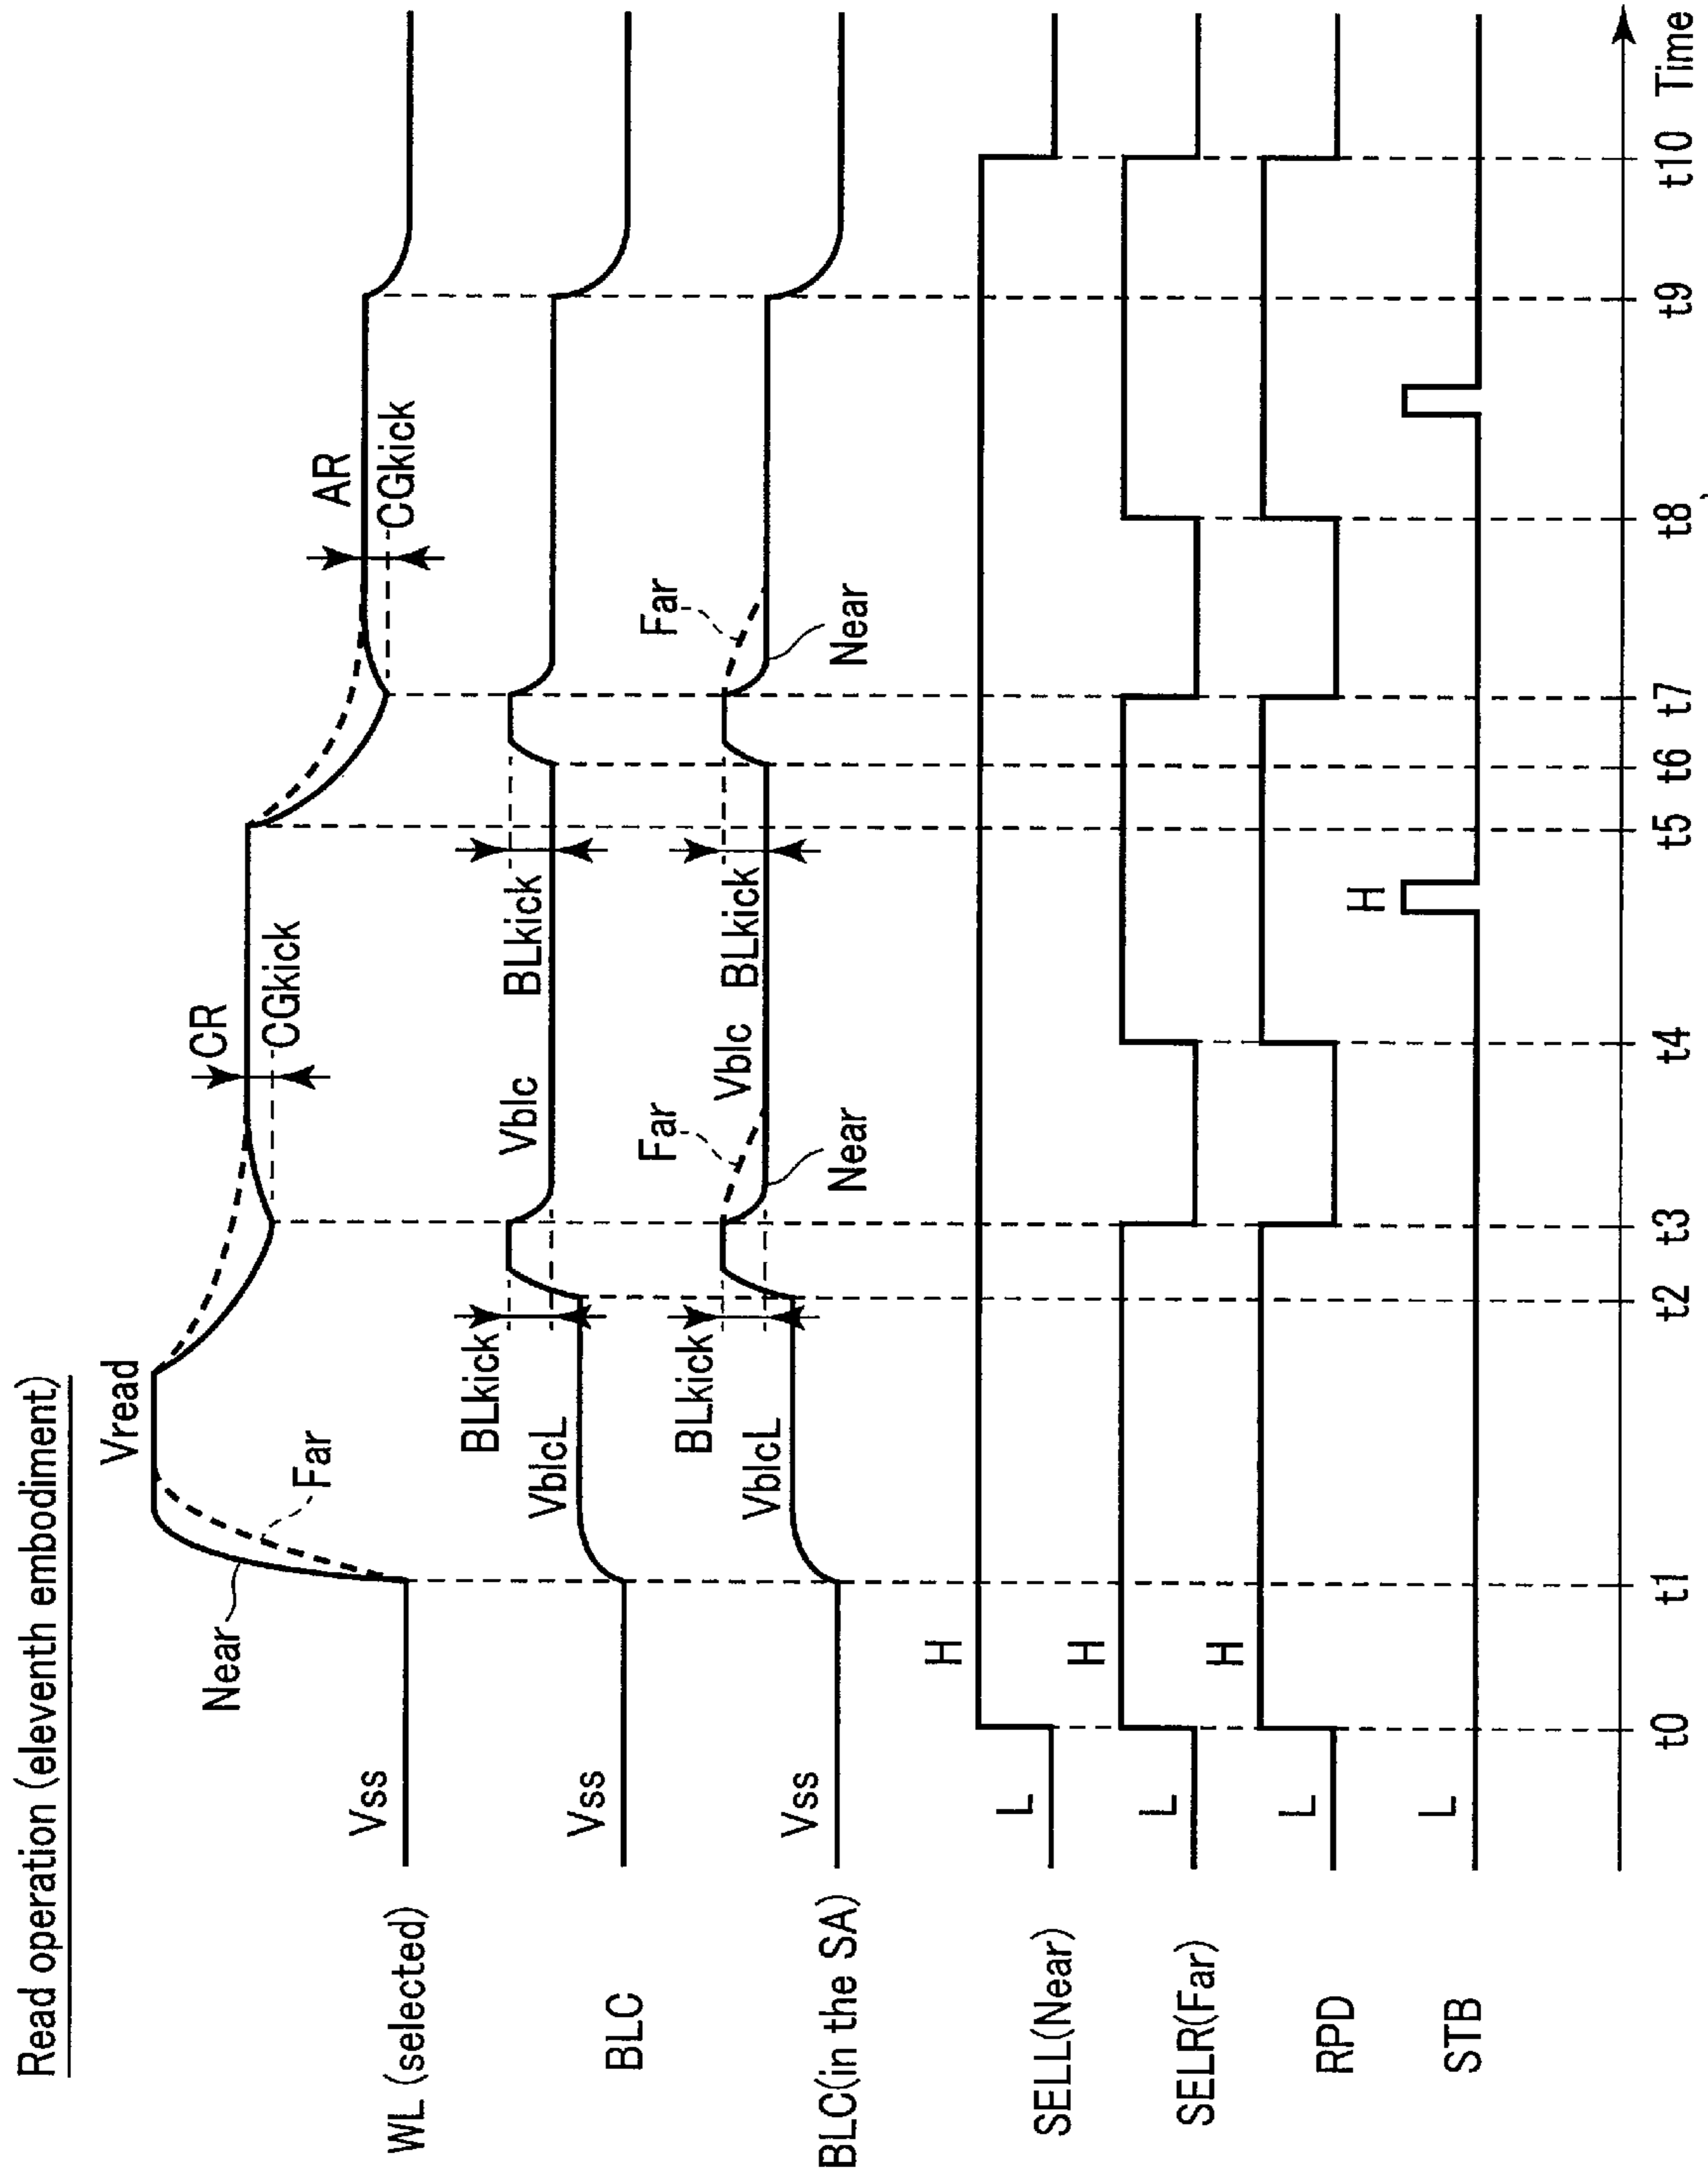 Read operation (eleventh embodiment)
Vread
Near
Far
CR
CGkick
AR
CGkick
WL (selected)
Vss
BLC
Vss
VblcL
BLkick
Vblc
BLkick
BLC(in the SA)
Vss
VblcL
BLkick
Far
Near
Vblc
BLkick
Far
Near
SELL(Near)
L
H
SELR(Far)
L
H
RPD
L
H
STB
L
H
t0 t1 t2 t3 t4 t5 t6 t7 t8 t9 t10 Time